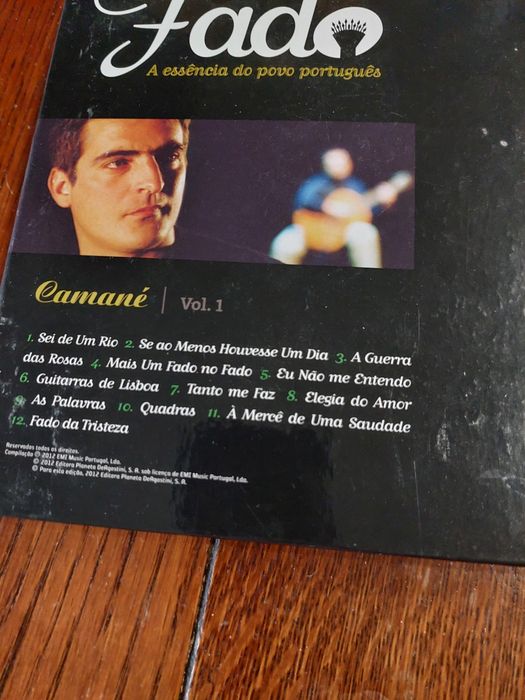 Fado
A essência do povo português
Camané | Vol. 1
1. Sei de Um Rio 2. Se ao Menos Houvesse Um Dia 3. A Guerra
das Rosas 4. Mais Um Fado no Fado 5. Eu Não me Entendo
6. Guitarras de Lisboa 7. Tanto me Faz 8. Elegia do Amor
9. As Palavras 10. Quadras 11. À Mercê de Uma Saudade
12. Fado da Tristeza
Reservados todos os direitos.
Compilação ℗ 2012 EMI Music Portugal, Lda.
© 2012 Editora Planeta DeAgostini, S. A. sob licença de EMI Music Portugal, Lda.
© Para esta edição, 2012 Editora Planeta DeAgostini, S. A.